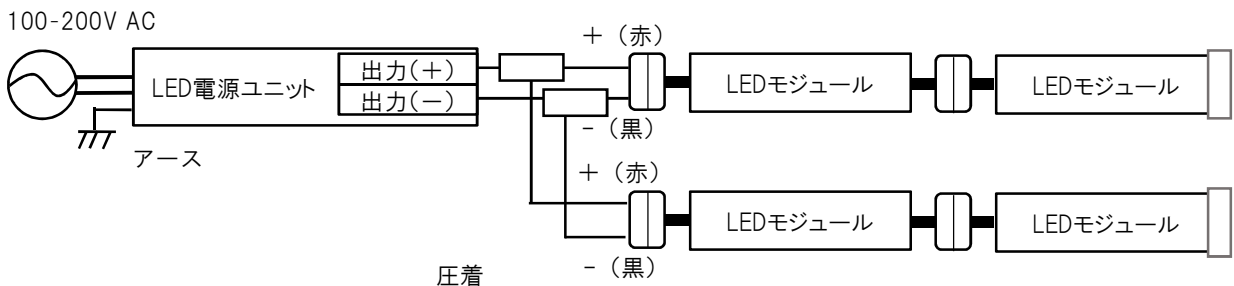 100-200V AC
LED電源ユニット
出力(+)
出力(-)
アース
+ (赤)
- (黒)
LEDモジュール
LEDモジュール
+ (赤)
- (黒)
LEDモジュール
LEDモジュール
圧着